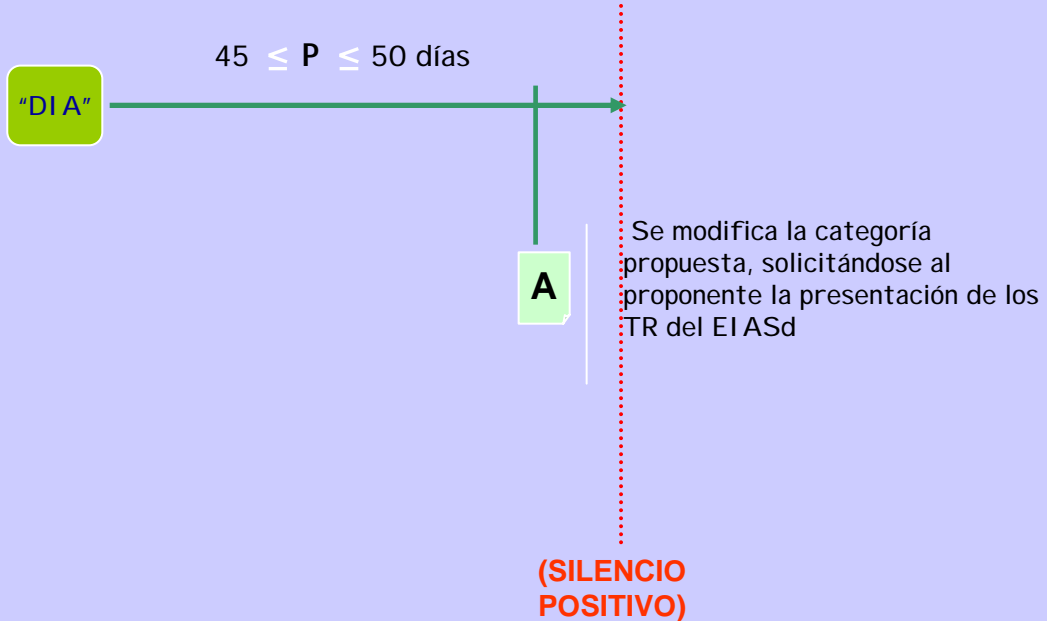 45 ≤ P ≤ 50 días
“DIA”
Se modifica la categoría
propuesta, solicitándose al
proponente la presentación de los
TR del EIASd
A
(SILENCIO
POSITIVO)